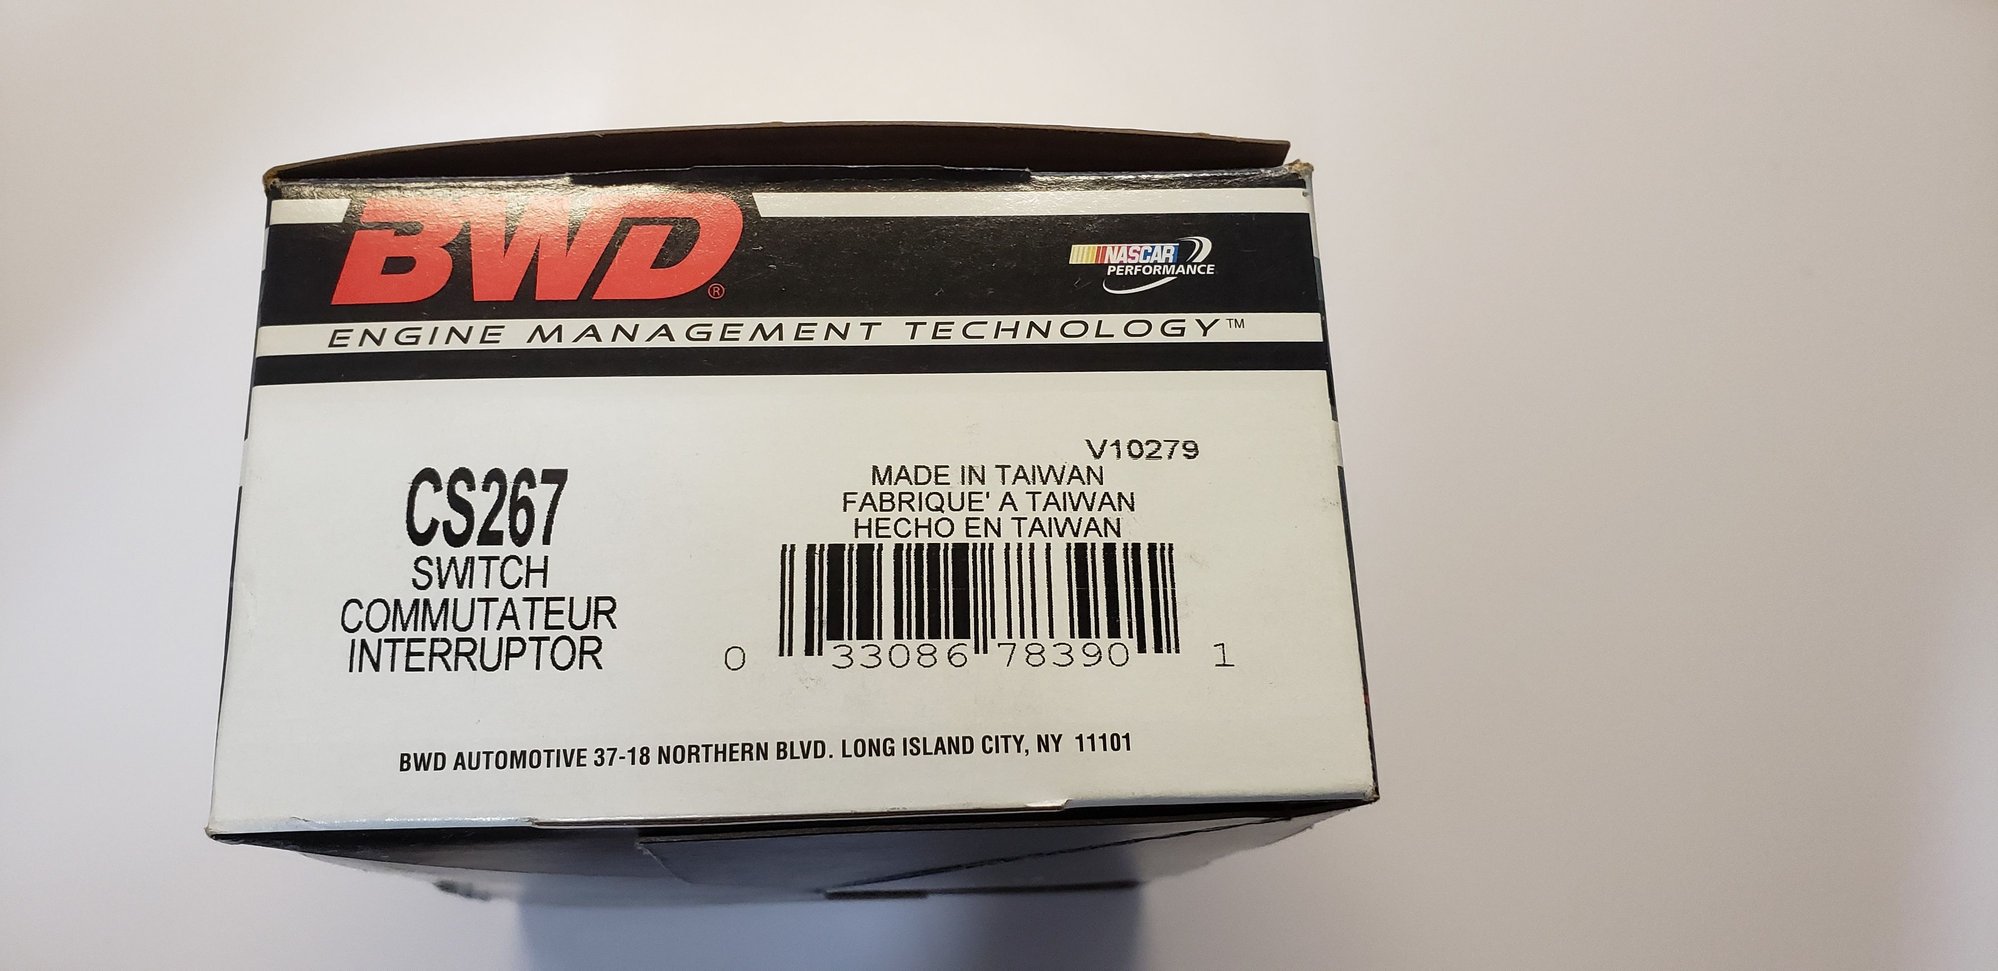 BWD®
NASCAR
PERFORMANCE
ENGINE MANAGEMENT TECHNOLOGY™
CS267
SWITCH
COMMUTATEUR
INTERRUPTOR
V10279
MADE IN TAIWAN
FABRIQUE' A TAIWAN
HECHO EN TAIWAN
0 33086 78390 1
BWD AUTOMOTIVE 37-18 NORTHERN BLVD. LONG ISLAND CITY, NY 11101